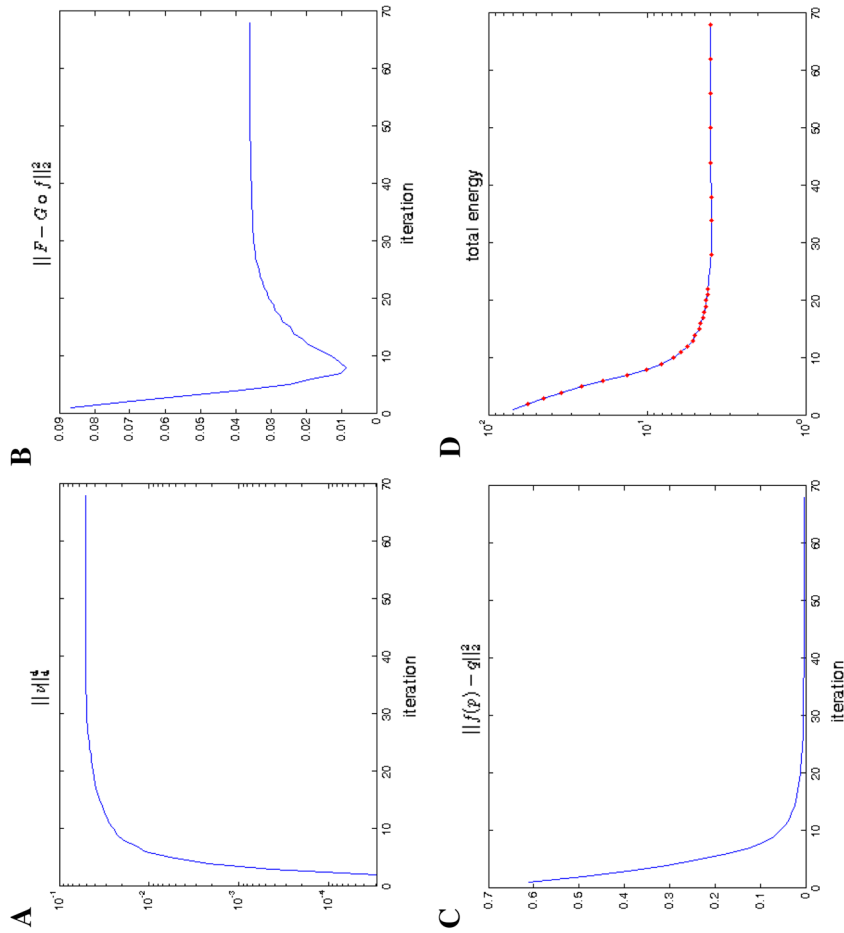 A
||v||₄⁴
10⁻¹
10⁻²
10⁻³
10⁻⁴
0 10 20 30 40 50 60 70
iteration
B
||F − G ∘ f||₂²
0.09
0.08
0.07
0.06
0.05
0.04
0.03
0.02
0.01
0
0 10 20 30 40 50 60 70
iteration
C
||f(p) − q||₂²
0.7
0.6
0.5
0.4
0.3
0.2
0.1
0
0 10 20 30 40 50 60 70
iteration
D
total energy
10²
10¹
10⁰
0 10 20 30 40 50 60 70